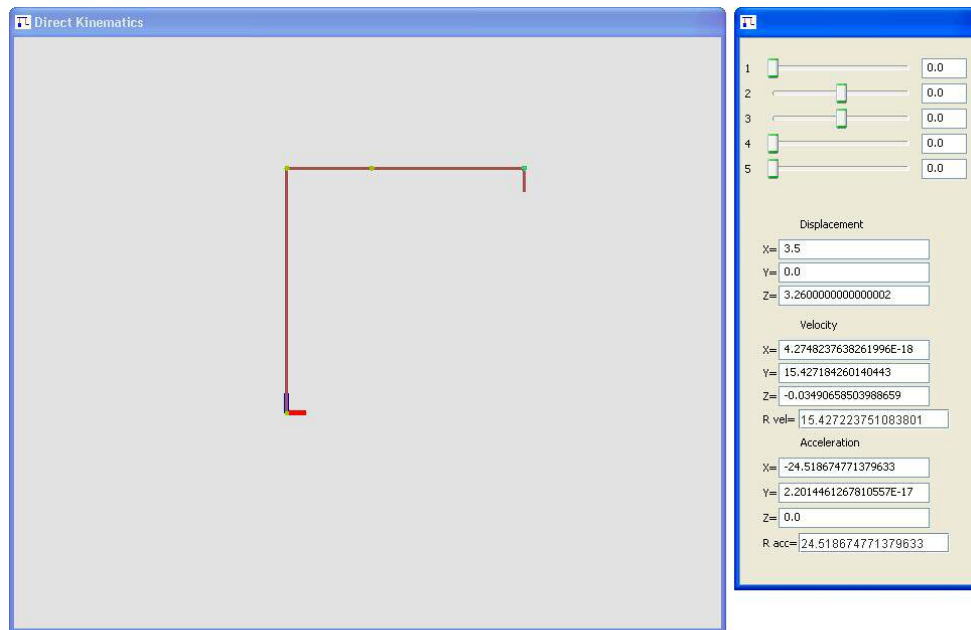 Direct Kinematics
1 0.0
2 0.0
3 0.0
4 0.0
5 0.0
Displacement
X= 3.5
Y= 0.0
Z= 3.2600000000000002
Velocity
X= 4.2748237638261996E-18
Y= 15.427184260140443
Z= -0.03490658503988659
R vel= 15.427223751083801
Acceleration
X= -24.518674771379633
Y= 2.2014461267810557E-17
Z= 0.0
R acc= 24.518674771379633